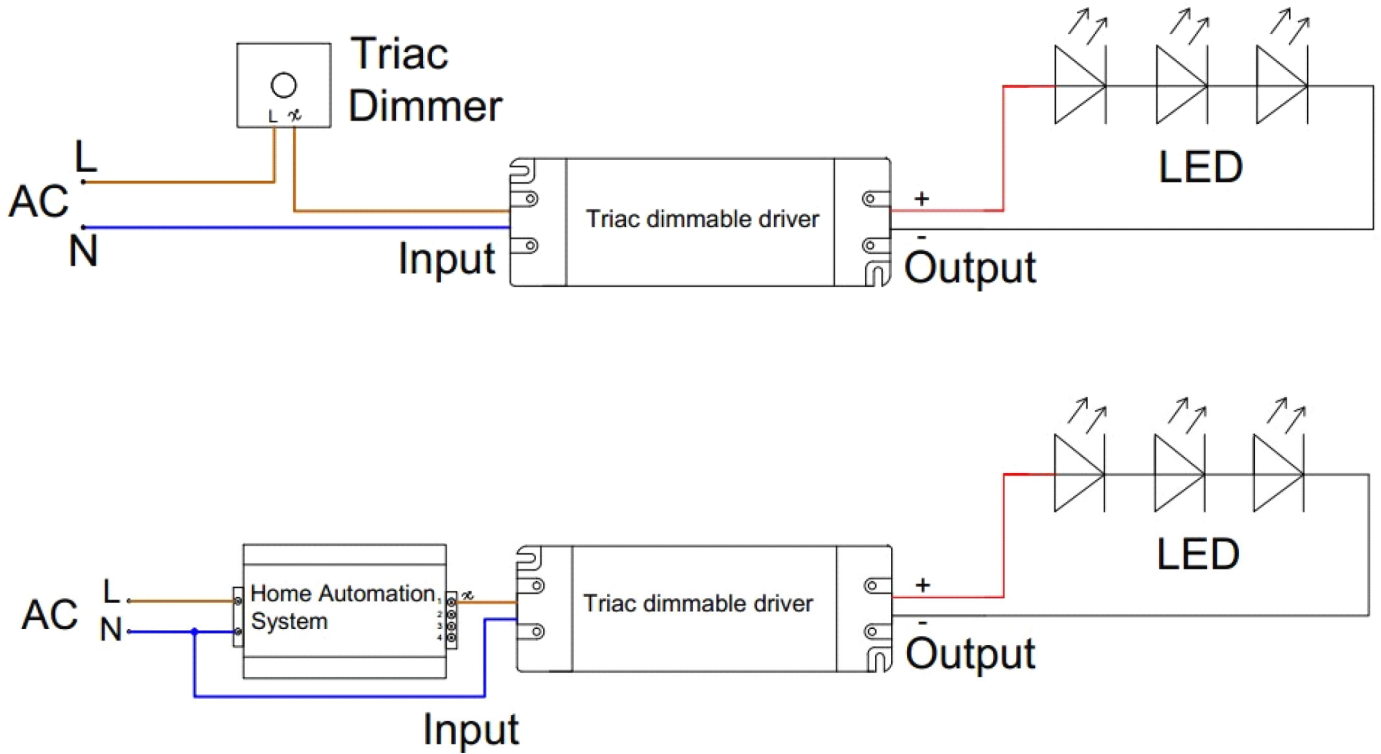 Triac
Dimmer
L
L
AC
N
Input
Triac dimmable driver
+
-
Output
LED
L
AC
N
Home Automation
System
1
2
3
4
Input
Triac dimmable driver
+
-
Output
LED